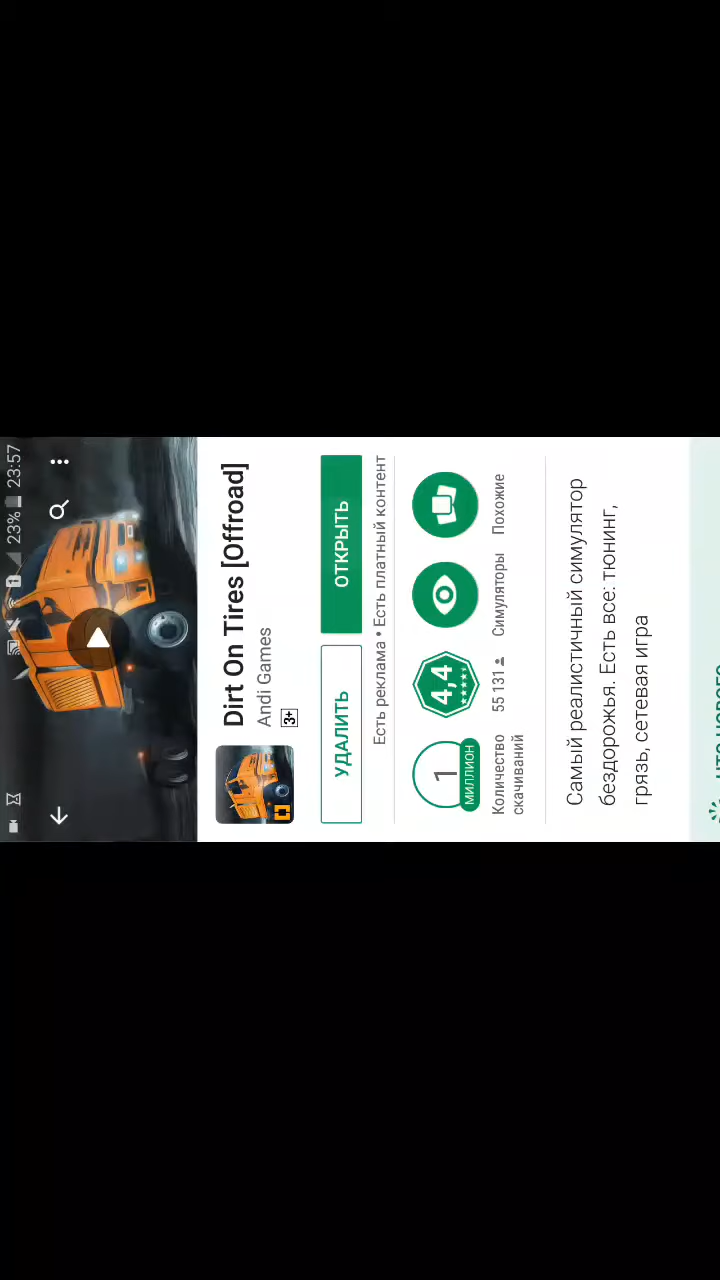 23% 23:57
Dirt On Tires [Offroad]
Andi Games
3+
УДАЛИТЬ
ОТКРЫТЬ
Есть реклама • Есть платный контент
1
МИЛЛИОН
Количество
скачиваний
4,4
55 131
Симуляторы
Похожие
Самый реалистичный симулятор
бездорожья. Есть все: тюнинг,
грязь, сетевая игра